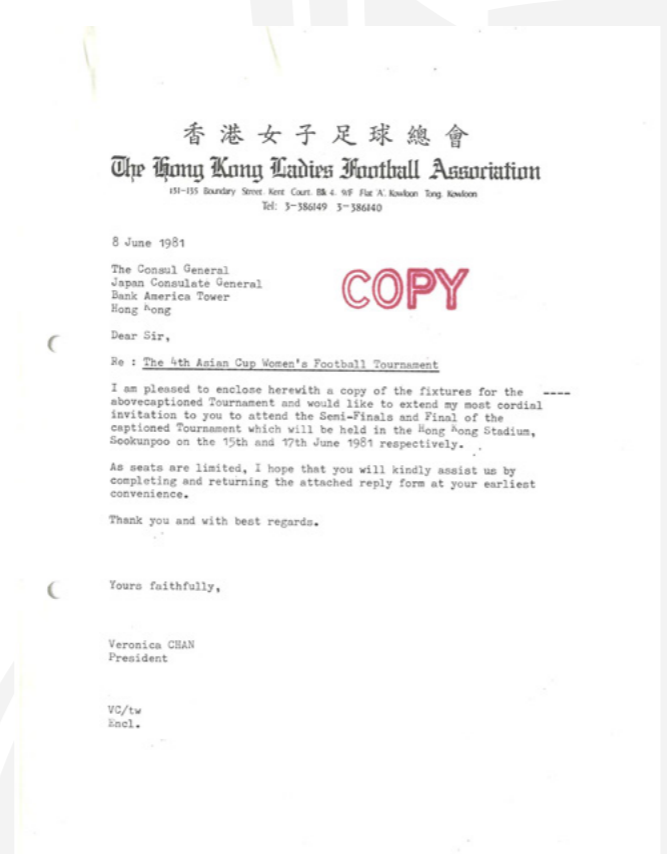 香港女子足球總會
The Hong Kong Ladies Football Association
131-135 Boundary Street. Kent Court. Blk 4. 9/F Flat 'A'. Kowloon Tong. Kowloon
Tel: 3-386149 3-386140
8 June 1981
The Consul General
Japan Consulate General
Bank America Tower
Hong Kong
COPY
Dear Sir,
Re : The 4th Asian Cup Women's Football Tournament
I am pleased to enclose herewith a copy of the fixtures for the ----
abovecaptioned Tournament and would like to extend my most cordial
invitation to you to attend the Semi-Finals and Final of the
captioned Tournament which will be held in the Hong Kong Stadium,
Sookunpoo on the 15th and 17th June 1981 respectively.
As seats are limited, I hope that you will kindly assist us by
completing and returning the attached reply form at your earliest
convenience.
Thank you and with best regards.
Yours faithfully,
Veronica CHAN
President
VC/tw
Encl.